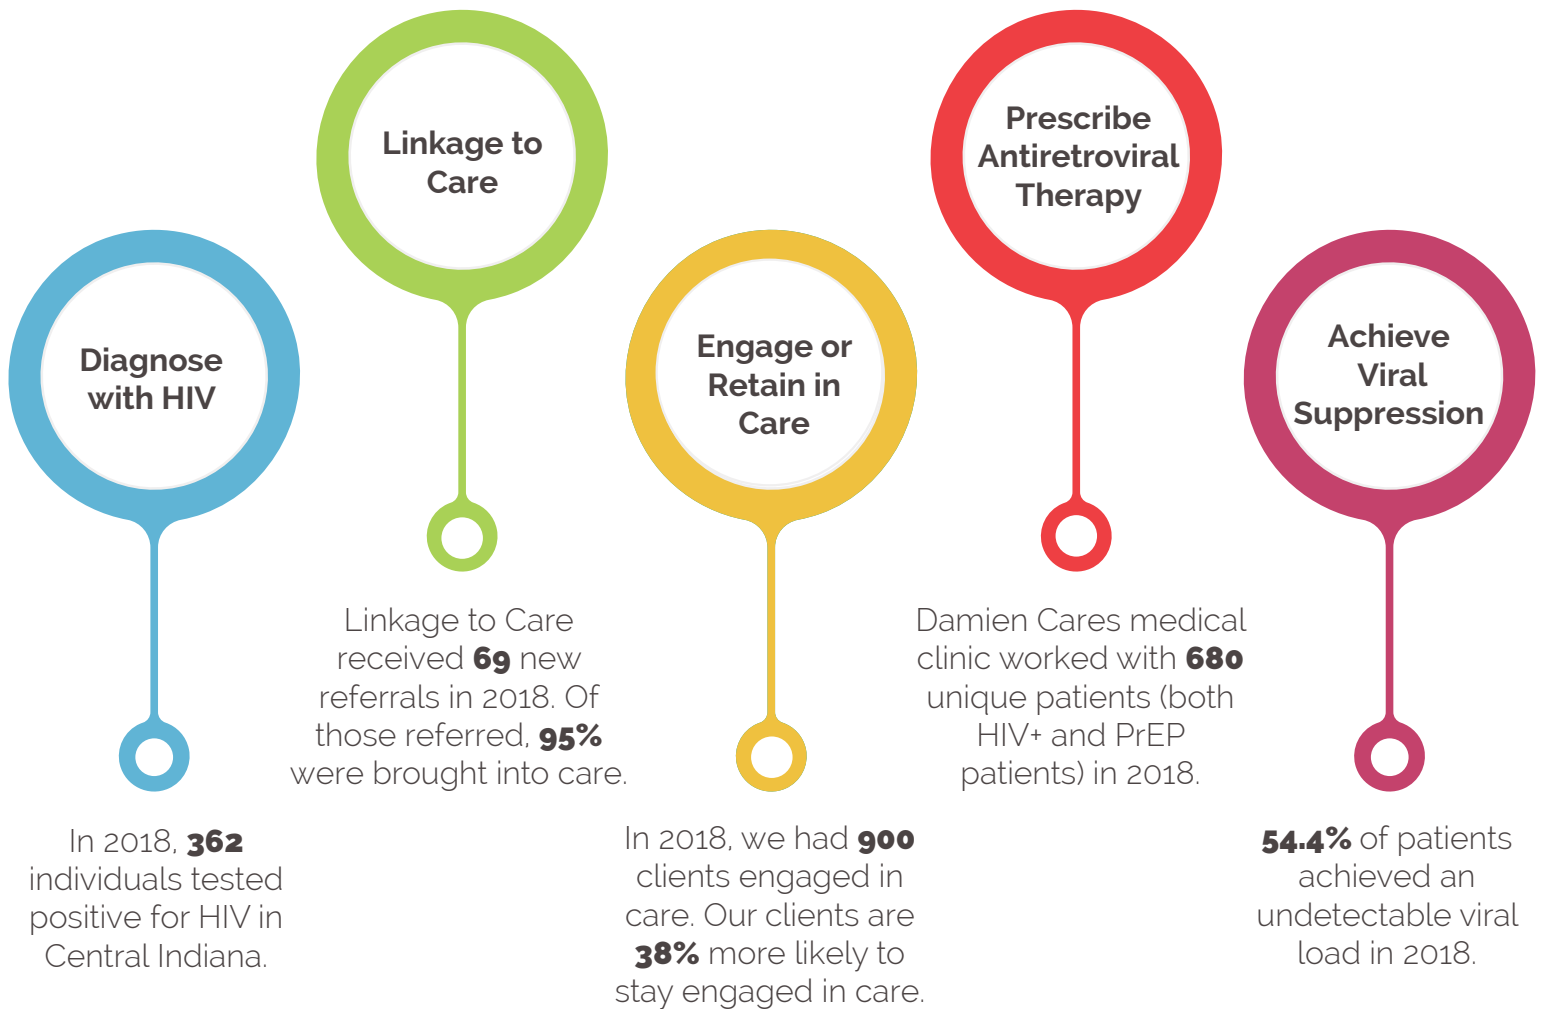 Diagnose
with HIV
In 2018, 362
individuals tested
positive for HIV in
Central Indiana.
Linkage to
Care
Linkage to Care
received 69 new
referrals in 2018. Of
those referred, 95%
were brought into care.
Engage or
Retain in
Care
In 2018, we had 900
clients engaged in
care. Our clients are
38% more likely to
stay engaged in care.
Prescribe
Antiretroviral
Therapy
Damien Cares medical
clinic worked with 680
unique patients (both
HIV+ and PrEP
patients) in 2018.
Achieve
Viral
Suppression
54.4% of patients
achieved an
undetectable viral
load in 2018.